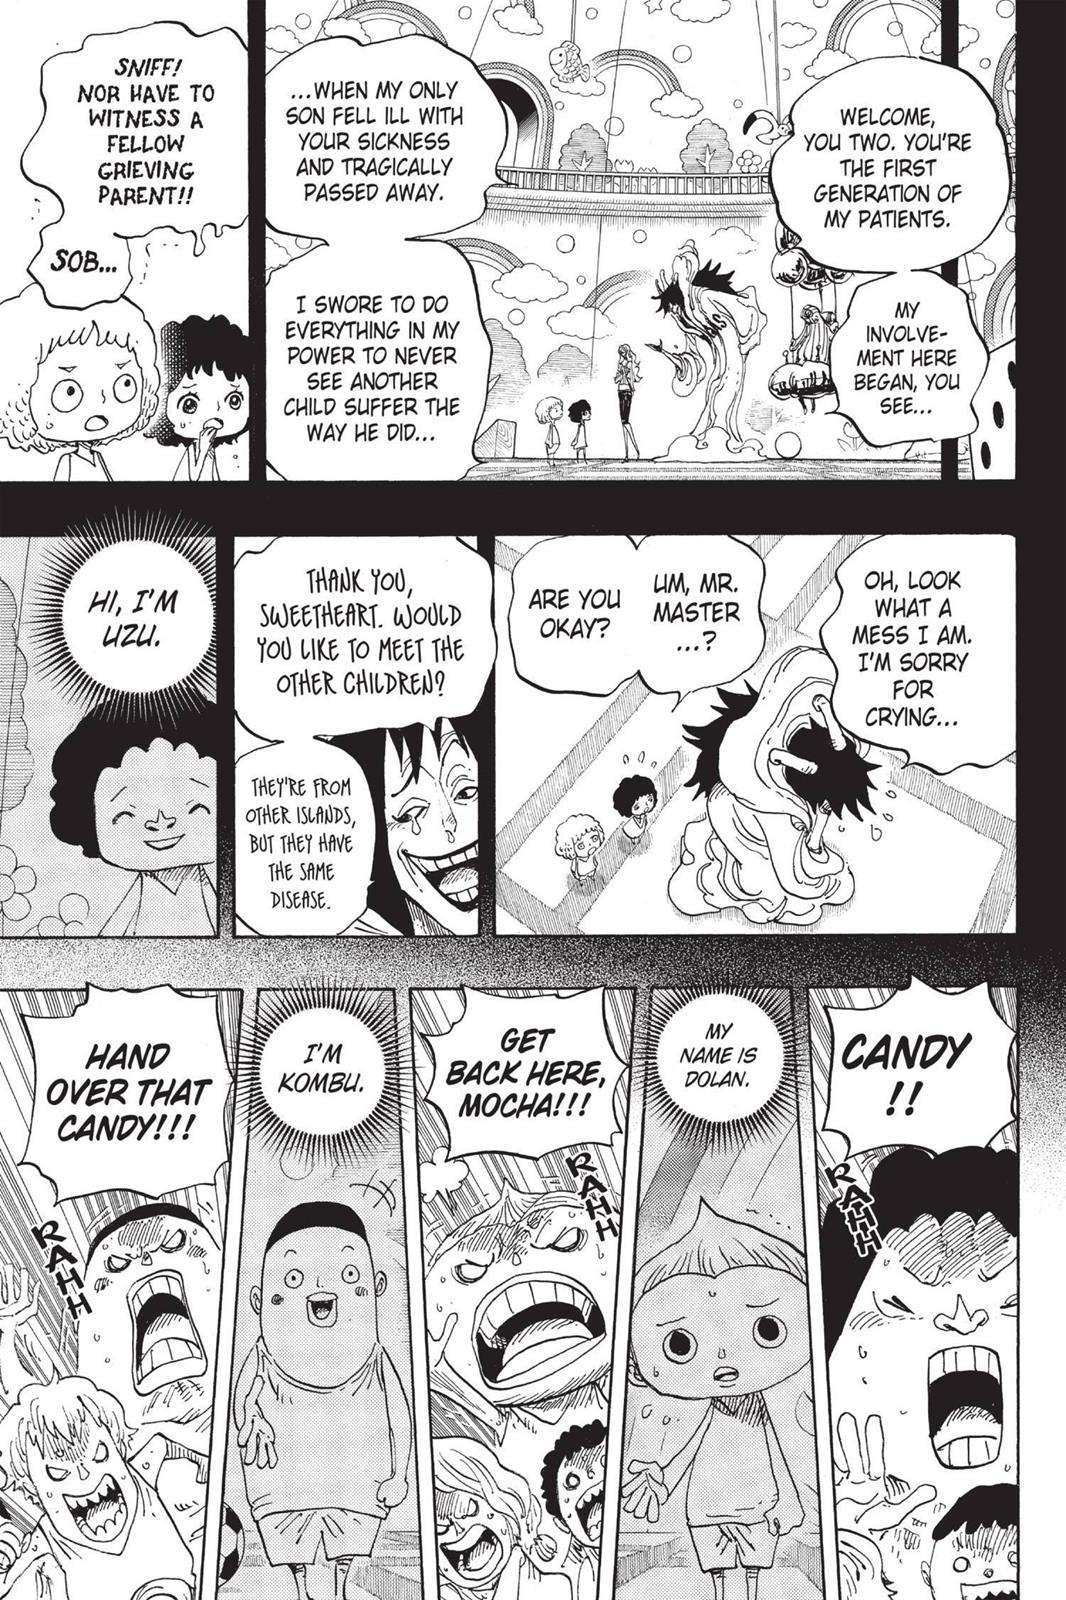 WELCOME,
YOU TWO. YOU'RE
THE FIRST
GENERATION OF
MY PATIENTS.
MY
INVOLVE-
MENT HERE
BEGAN, YOU
SEE...
...WHEN MY ONLY
SON FELL ILL WITH
YOUR SICKNESS
AND TRAGICALLY
PASSED AWAY.
I SWORE TO DO
EVERYTHING IN MY
POWER TO NEVER
SEE ANOTHER
CHILD SUFFER THE
WAY HE DID...
SNIFF!
NOR HAVE TO
WITNESS A
FELLOW
GRIEVING
PARENT!!
SOB...
OH, LOOK
WHAT A
MESS I AM.
I'M SORRY
FOR
CRYING...
UM, MR.
MASTER
...?
ARE YOU
OKAY?
THANK YOU,
SWEETHEART. WOULD
YOU LIKE TO MEET THE
OTHER CHILDREN?
THEY'RE FROM
OTHER ISLANDS,
BUT THEY HAVE
THE SAME
DISEASE.
HI, I'M
UZU.
CANDY
!!
RAHH
MY
NAME IS
DOLAN.
GET
BACK HERE,
MOCHA!!!
RAHH
I'M
KOMBU.
HAND
OVER THAT
CANDY!!!
RAHH